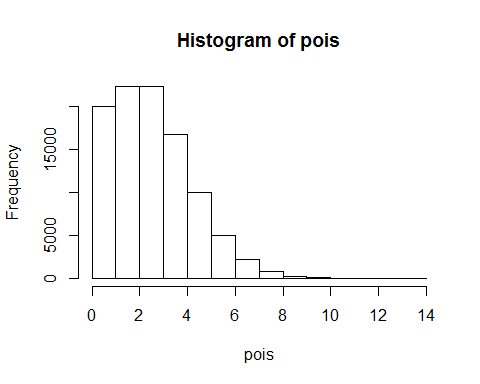 Histogram of pois
Frequency
15000
5000
0
0 2 4 6 8 10 12 14
pois